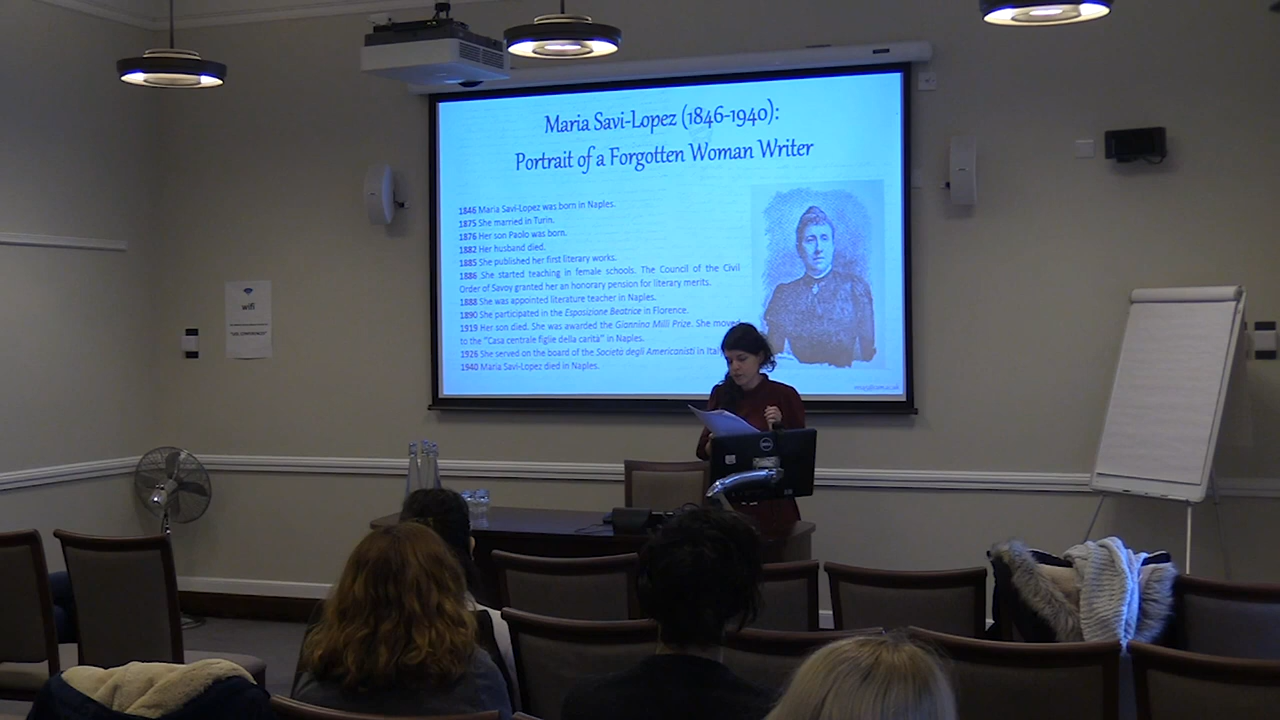 Maria Savi-Lopez (1846-1940):
Portrait of a Forgotten Woman Writer
1846 Maria Savi-Lopez was born in Naples.
1875 She married in Turin.
1876 Her son Paolo was born.
1882 Her husband died.
1885 She published her first literary works.
1886 She started teaching in female schools. The Council of the Civil
Order of Savoy granted her an honorary pension for literary merits.
1888 She was appointed literature teacher in Naples.
1890 She participated in the Esposizione Beatrice in Florence.
1919 Her son died. She was awarded the Giannina Milli Prize. She moved
to the "Casa centrale figlie della carità" in Naples.
1926 She served on the board of the Società degli Americanisti in
1940 Maria Savi-Lopez died in Naples.
wifi
DELL